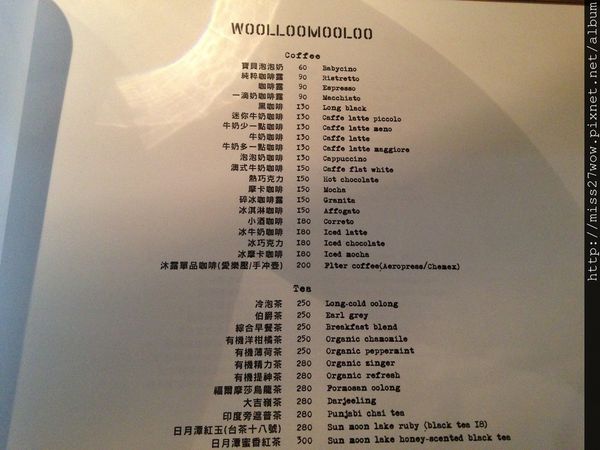 WOOLLOOMOOLOO
Coffee
寶貝泡泡奶 60 Babycino
純粹咖啡露 90 Ristretto
咖啡露 90 Espresso
一滴奶咖啡露 90 Macchiato
黑咖啡 130 Long black
迷你牛奶咖啡 130 Caffe latte piccolo
牛奶少一點咖啡 130 Caffe latte meno
牛奶咖啡 130 Caffe latte
牛奶多一點咖啡 150 Caffe latte maggiore
泡泡奶咖啡 130 Cappuccino
澳式牛奶咖啡 150 Caffe flat white
熱巧克力 150 Hot chocolate
摩卡咖啡 150 Mocha
碎冰咖啡露 150 Granita
冰淇淋咖啡 150 Affogato
小酒咖啡 180 Correto
冰牛奶咖啡 180 Iced latte
冰巧克力 180 Iced chocolate
冰摩卡咖啡 180 Iced mocha
沐露單品咖啡(愛樂壓/手沖壺) 200 Flter coffee(Aeropress/Chemex)
Tea
冷泡茶 250 Long-cold oolong
伯爵茶 250 Earl grey
綜合早餐茶 250 Breakfast blend
有機洋柑橘茶 250 Organic chamomile
有機薄荷茶 250 Organic peppermint
有機精力茶 280 Organic zinger
有機提神茶 280 Organic refresh
福爾摩莎烏龍茶 280 Formosan oolong
大吉嶺茶 280 Darjeeling
印度旁遮普茶 280 Punjabi chai tea
日月潭紅玉(台茶十八號) 280 Sun moon lake ruby (black tea 18)
日月潭蜜香紅茶 300 Sun moon lake honey-scented black tea
http://miss27wow.pixnet.net/album